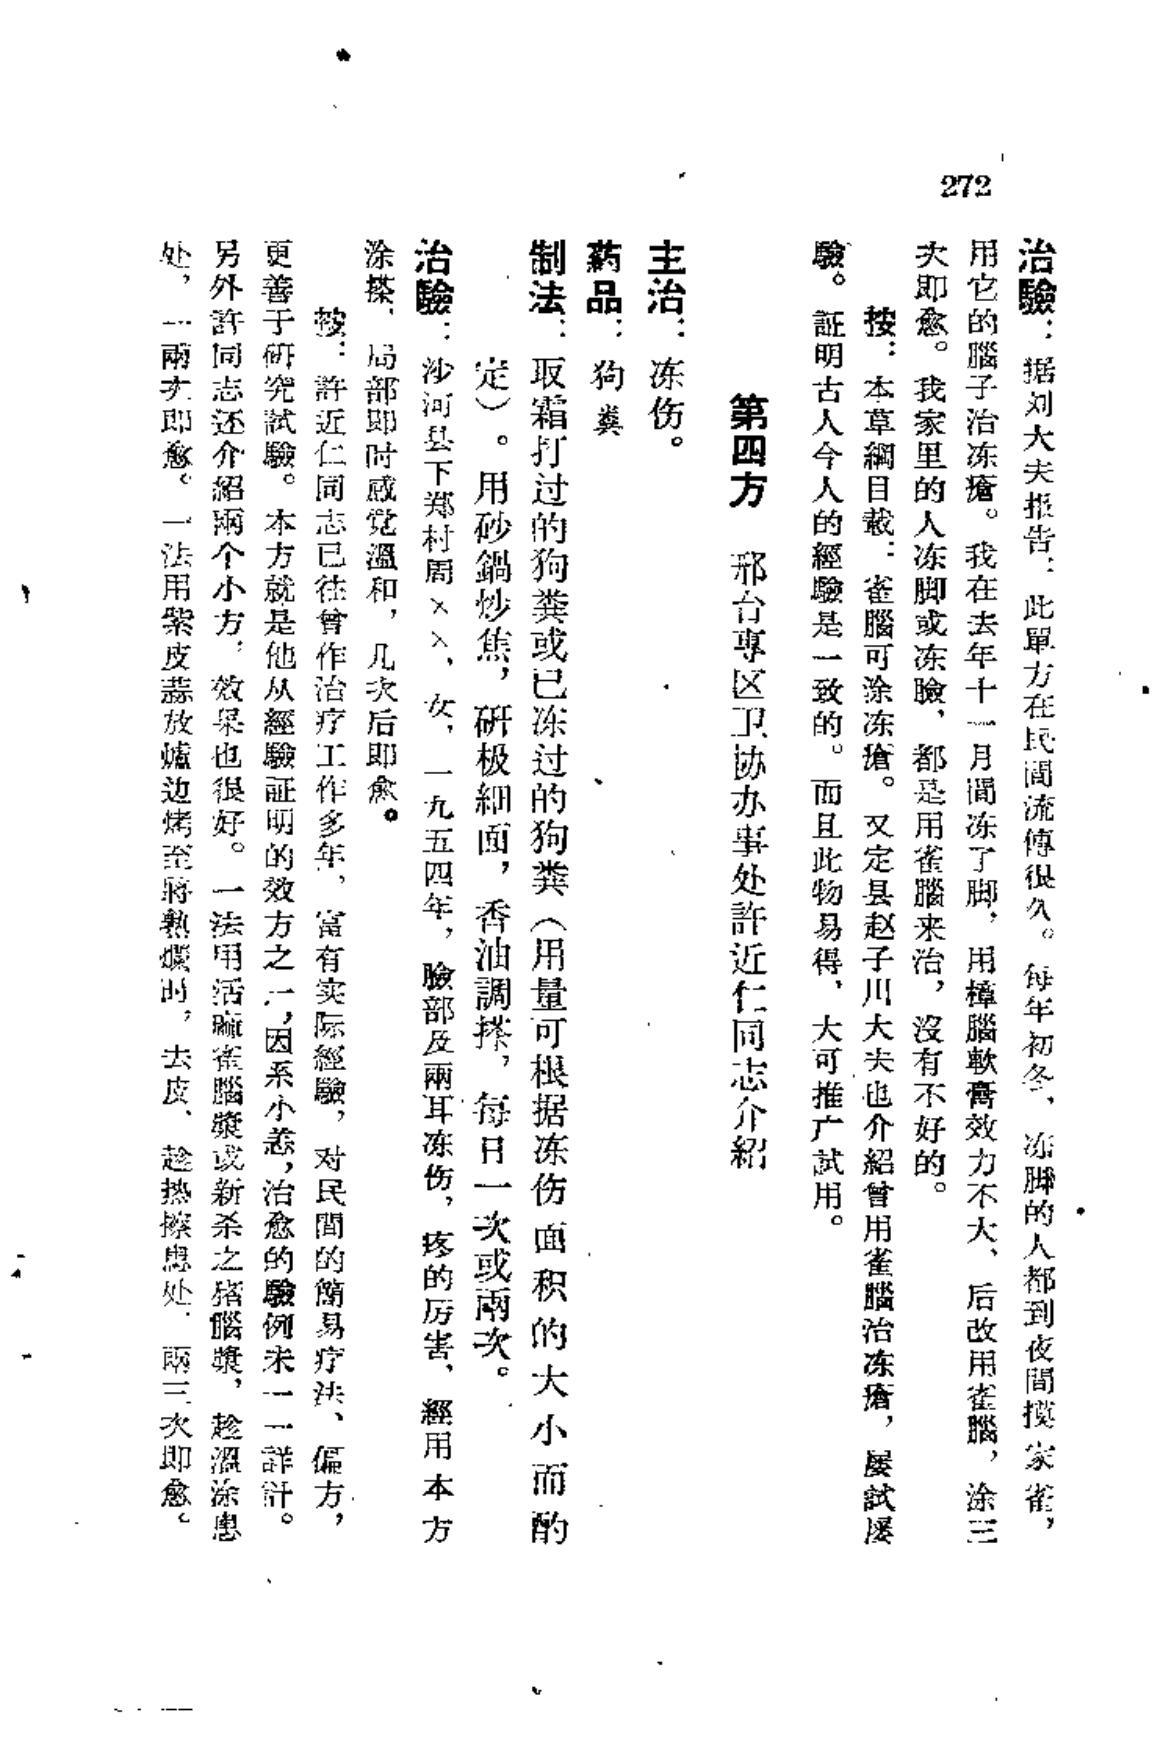 272
治驗：据刘大夫报告：此單方在民間流傳很久。每年初冬、冻脚的人都到夜間摸家雀，
用它的腦子治冻瘡。我在去年十一月間冻了脚，用樟腦軟膏效力不大、后改用雀腦，涂三
次即愈。我家里的人冻脚或冻臉、都是用雀腦来治，沒有不好的。
按：本草綱目載：雀腦可涂冻瘡。又定县赵子川大夫也介紹曾用雀腦治冻瘡，屡試屡
驗。証明古人今人的經驗是一致的。而且此物易得、大可推广試用。
第四方　邢台專区卫协办事处許近仁同志介紹
主治：冻伤。
葯品：狗粪
制法：取霜打过的狗粪或已冻过的狗粪（用量可根据冻伤面积的大小而酌
定）。用砂鍋炒焦，研极細面，香油調搽，每日一次或兩次。
治驗：沙河县下郑村周××，女，一九五四年，臉部及兩耳冻伤，疼的厉害、經用本方
涂搽、局部即时感觉溫和，几次后即愈。
按：許近仁同志已往曾作治疗工作多年，富有实际經驗，对民間的簡易疗法、偏方，
更善于研究試驗。本方就是他从經驗証明的效方之一，因系小恙，治愈的驗例未一一詳計。
另外許同志还介紹兩个小方，效果也很好。一法用活麻雀腦漿或新杀之猪腦漿，趁溫涂患
处，一兩次即愈。一法用紫皮蒜放爐边烤至將熟爛时，去皮、趁热擦患处．兩三次即愈。